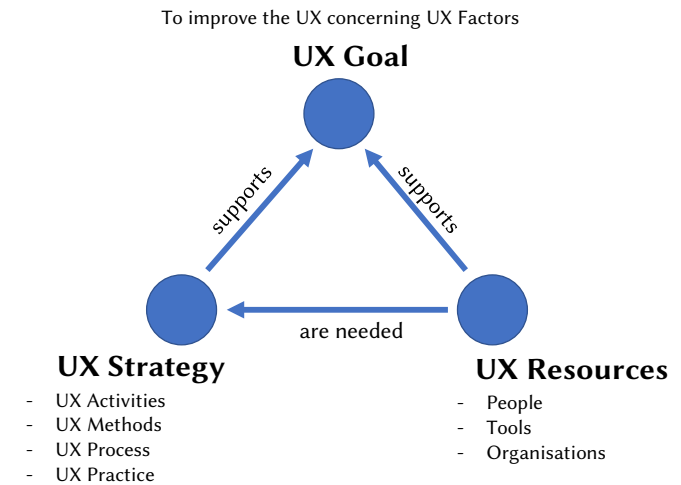 To improve the UX concerning UX Factors
UX Goal
supports
supports
are needed
UX Strategy
- UX Activities
- UX Methods
- UX Process
- UX Practice
UX Resources
- People
- Tools
- Organisations